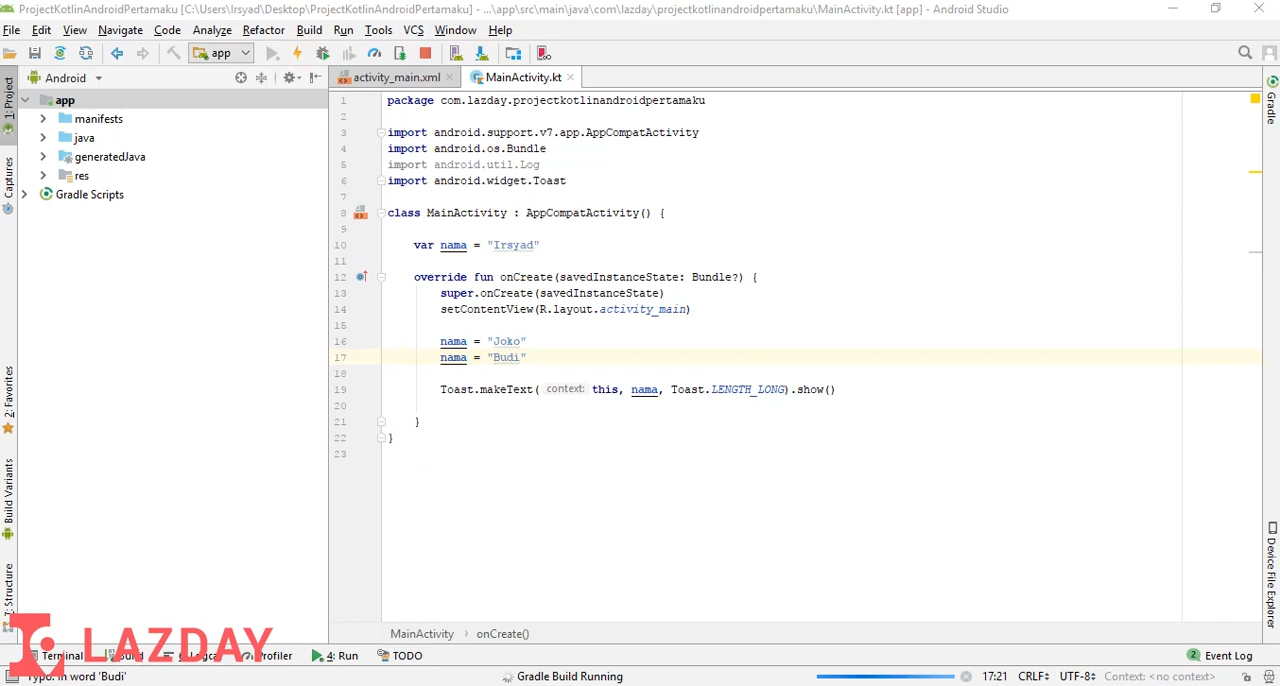 ProjectKotlinAndroidPertamaku [C:\Users\Irsyad\Desktop\ProjectKotlinAndroidPertamaku] - ...\app\src\main\java\com\lazday\projectkotlinandroidpertamaku\MainActivity.kt [app] - Android Studio
File Edit View Navigate Code Analyze Refactor Build Run Tools VCS Window Help
app
Android
activity_main.xml
MainActivity.kt
1: Project
Captures
2: Favorites
Build Variants
7: Structure
app
manifests
java
generatedJava
res
Gradle Scripts
1 package com.lazday.projectkotlinandroidpertamaku
2
3 import android.support.v7.app.AppCompatActivity
4 import android.os.Bundle
5 import android.util.Log
6 import android.widget.Toast
7
8 class MainActivity : AppCompatActivity() {
9
10 var nama = "Irsyad"
11
12 override fun onCreate(savedInstanceState: Bundle?) {
13 super.onCreate(savedInstanceState)
14 setContentView(R.layout.activity_main)
15
16 nama = "Joko"
17 nama = "Budi"
18
19 Toast.makeText( context: this, nama, Toast.LENGTH_LONG).show()
20
21 }
22 }
23
Gradle
Device File Explorer
MainActivity onCreate()
LAZDAY
Terminal
4: Run
TODO
2 Event Log
Typo: In word 'Budi'
Gradle Build Running
17:21 CRLF UTF-8 Context: <no context>